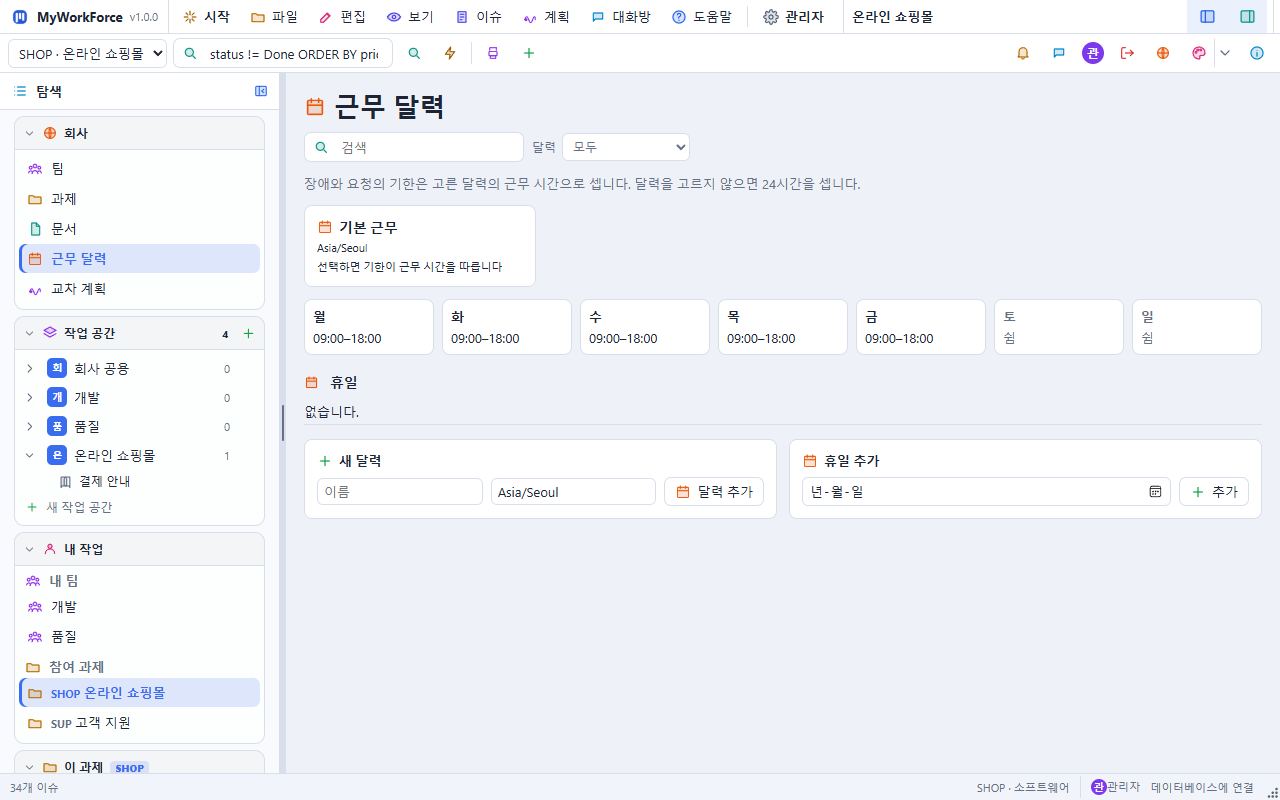 MyWorkForce v1.0.0 시작 파일 편집 보기 이슈 계획 대화방 도움말 관리자 온라인 쇼핑몰
SHOP · 온라인 쇼핑몰 status != Done ORDER BY pric 관
탐색
회사
팀
과제
문서
근무 달력
교차 계획
작업 공간 4
회 회사 공용 0
개 개발 0
품 품질 0
온 온라인 쇼핑몰 1
결제 안내
새 작업 공간
내 작업
내 팀
개발
품질
참여 과제
SHOP 온라인 쇼핑몰
SUP 고객 지원
이 과제 SHOP
근무 달력
검색 달력 모두
장애와 요청의 기한은 고른 달력의 근무 시간으로 셉니다. 달력을 고르지 않으면 24시간을 셉니다.
기본 근무
Asia/Seoul
선택하면 기한이 근무 시간을 따릅니다
월 화 수 목 금 토 일
09:00–18:00 09:00–18:00 09:00–18:00 09:00–18:00 09:00–18:00 쉼 쉼
휴일
없습니다.
새 달력 휴일 추가
이름 Asia/Seoul 달력 추가 년-월-일 추가
34개 이슈 SHOP · 소프트웨어 관 관리자 데이터베이스에 연결